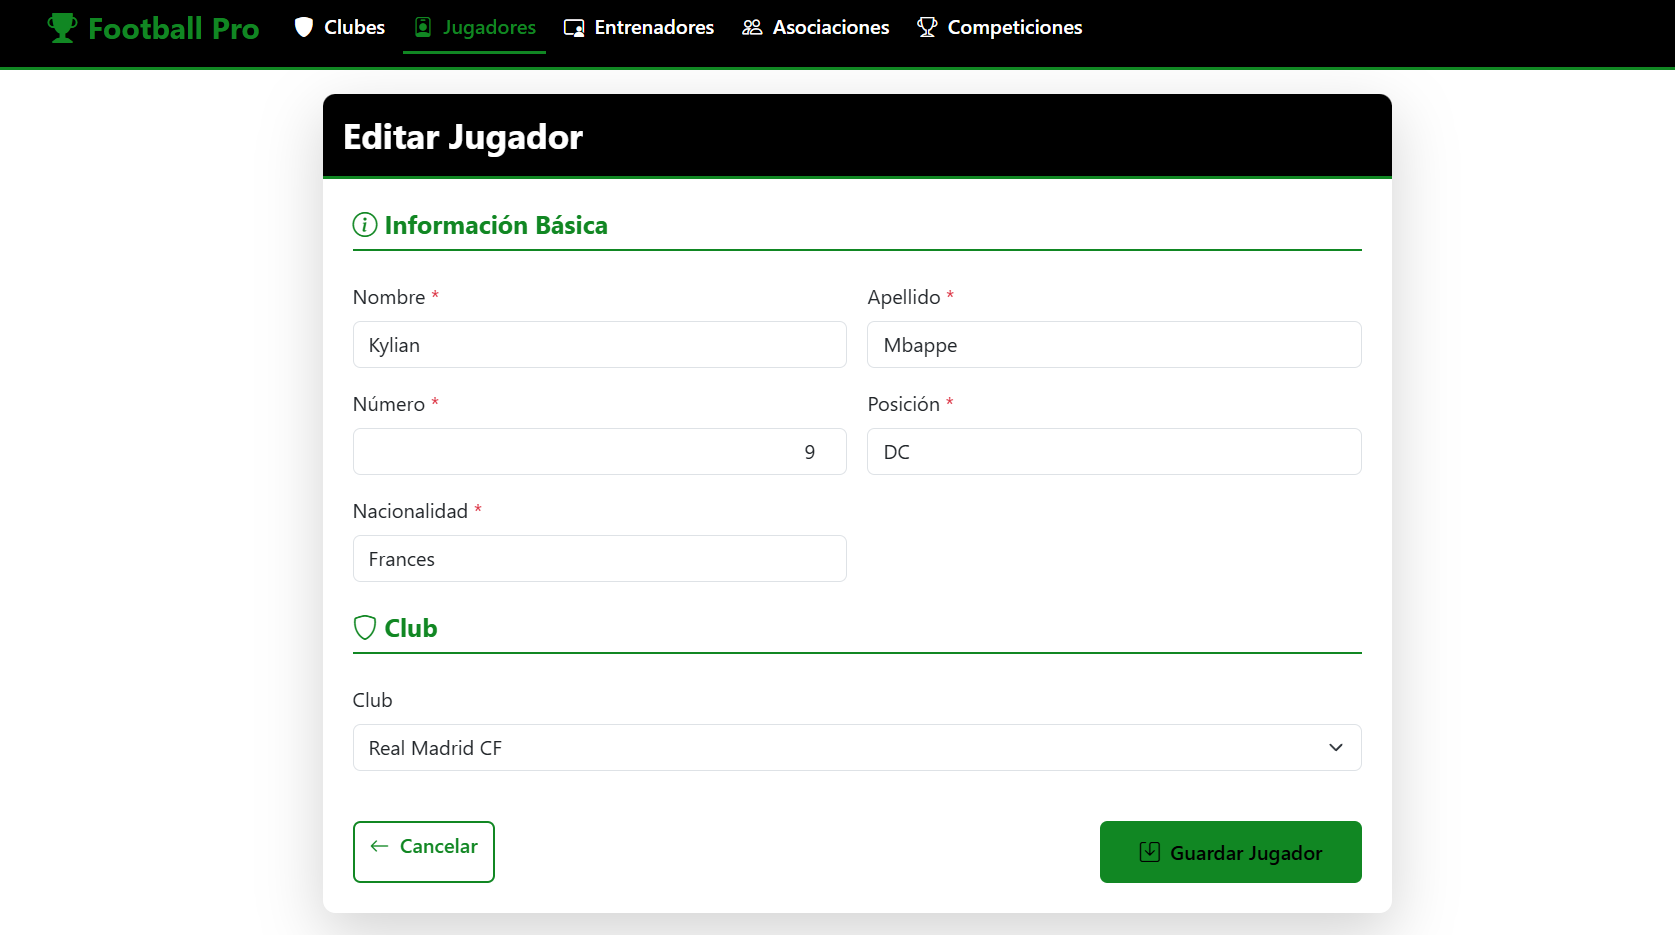 Football Pro Clubes Jugadores Entrenadores Asociaciones Competiciones
Editar Jugador
Información Básica
Nombre * Apellido *
Kylian Mbappe
Número * Posición *
9 DC
Nacionalidad *
Frances
Club
Club
Real Madrid CF
Cancelar Guardar Jugador